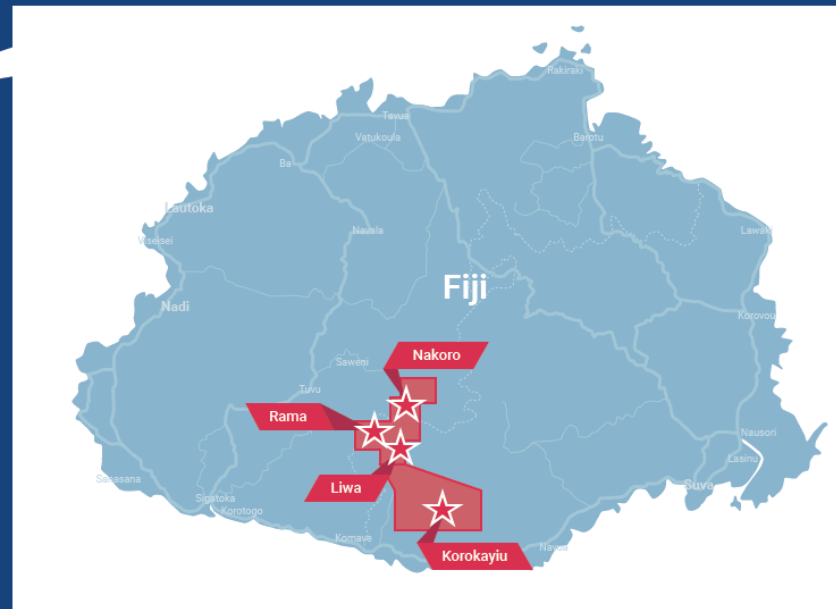 Rakiraki
Tavua
Vatukoula
Barotu
Ba
Lautoka
Navala
Lawaki
Viseisei
Fiji
Nadi
Korovou
Nakoro
Saweni
Tuvu
Rama
Nausori
Lasinu
Sanasana
Liwa
Suva
Sigatoka
Korotogo
Komave
Navua
Korokayiu